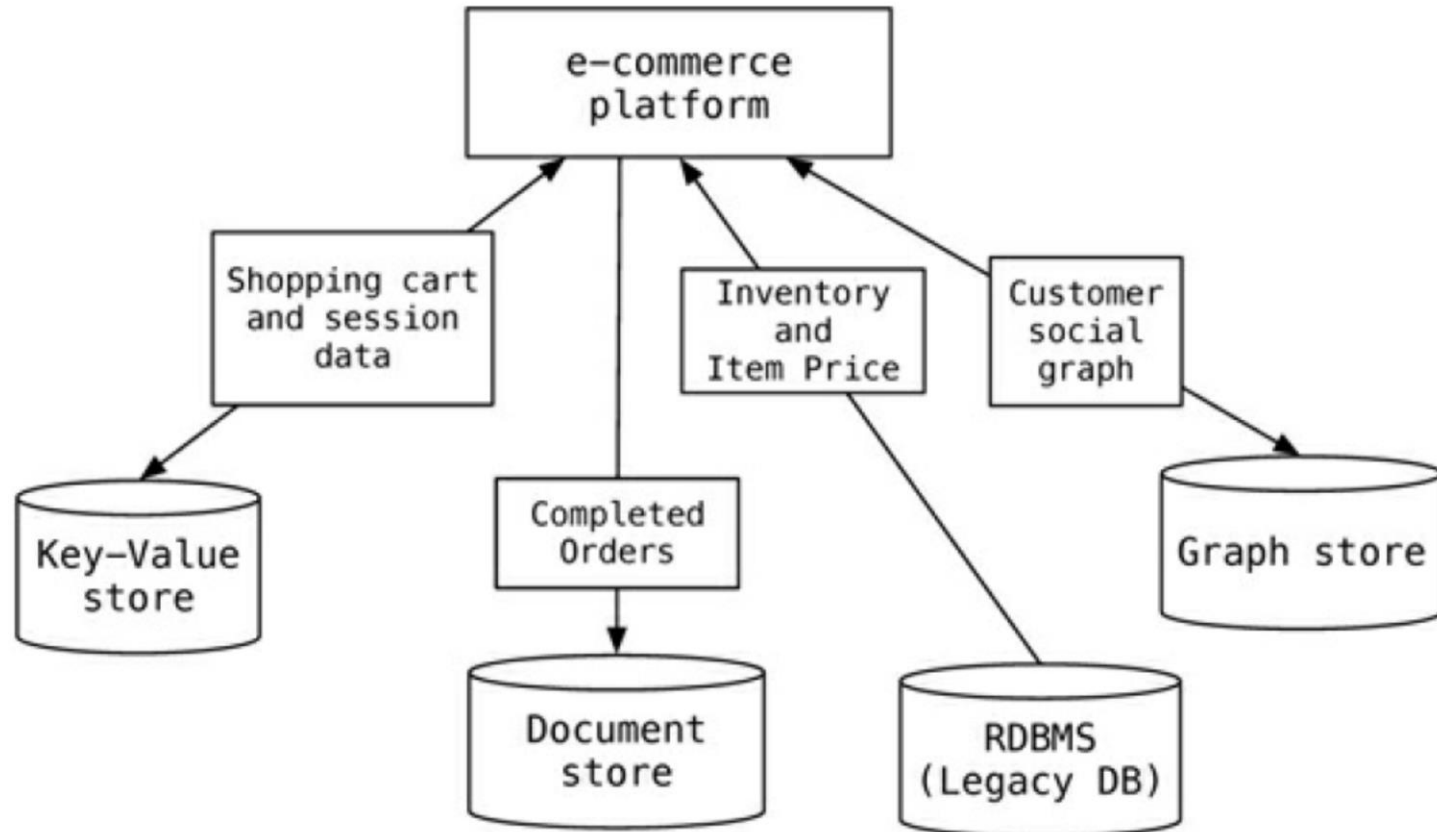 e-commerce
platform
Shopping cart
and session
data
Inventory
and
Item Price
Customer
social
graph
Completed
Orders
Key-Value
store
Graph store
Document
store
RDBMS
(Legacy DB)